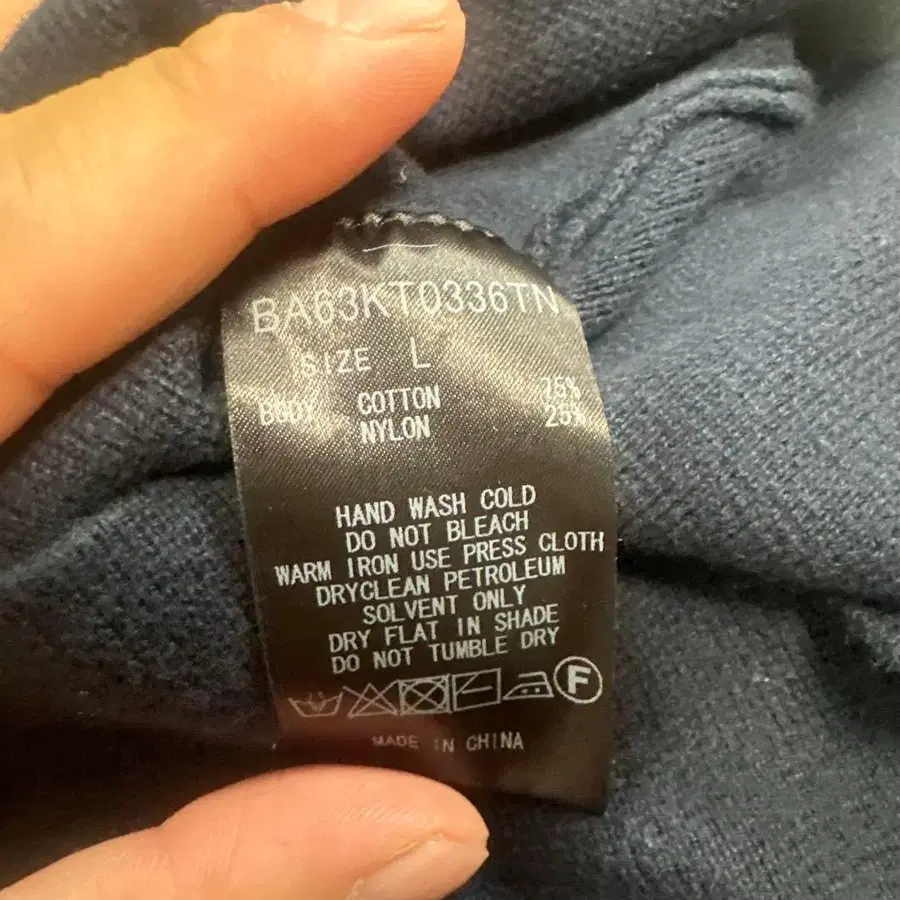 BA63KT0336TN
SIZE L
BODY COTTON 75%
NYLON 25%
HAND WASH COLD
DO NOT BLEACH
WARM IRON USE PRESS CLOTH
DRYCLEAN PETROLEUM
SOLVENT ONLY
DRY FLAT IN SHADE
DO NOT TUMBLE DRY
F
MADE IN CHINA